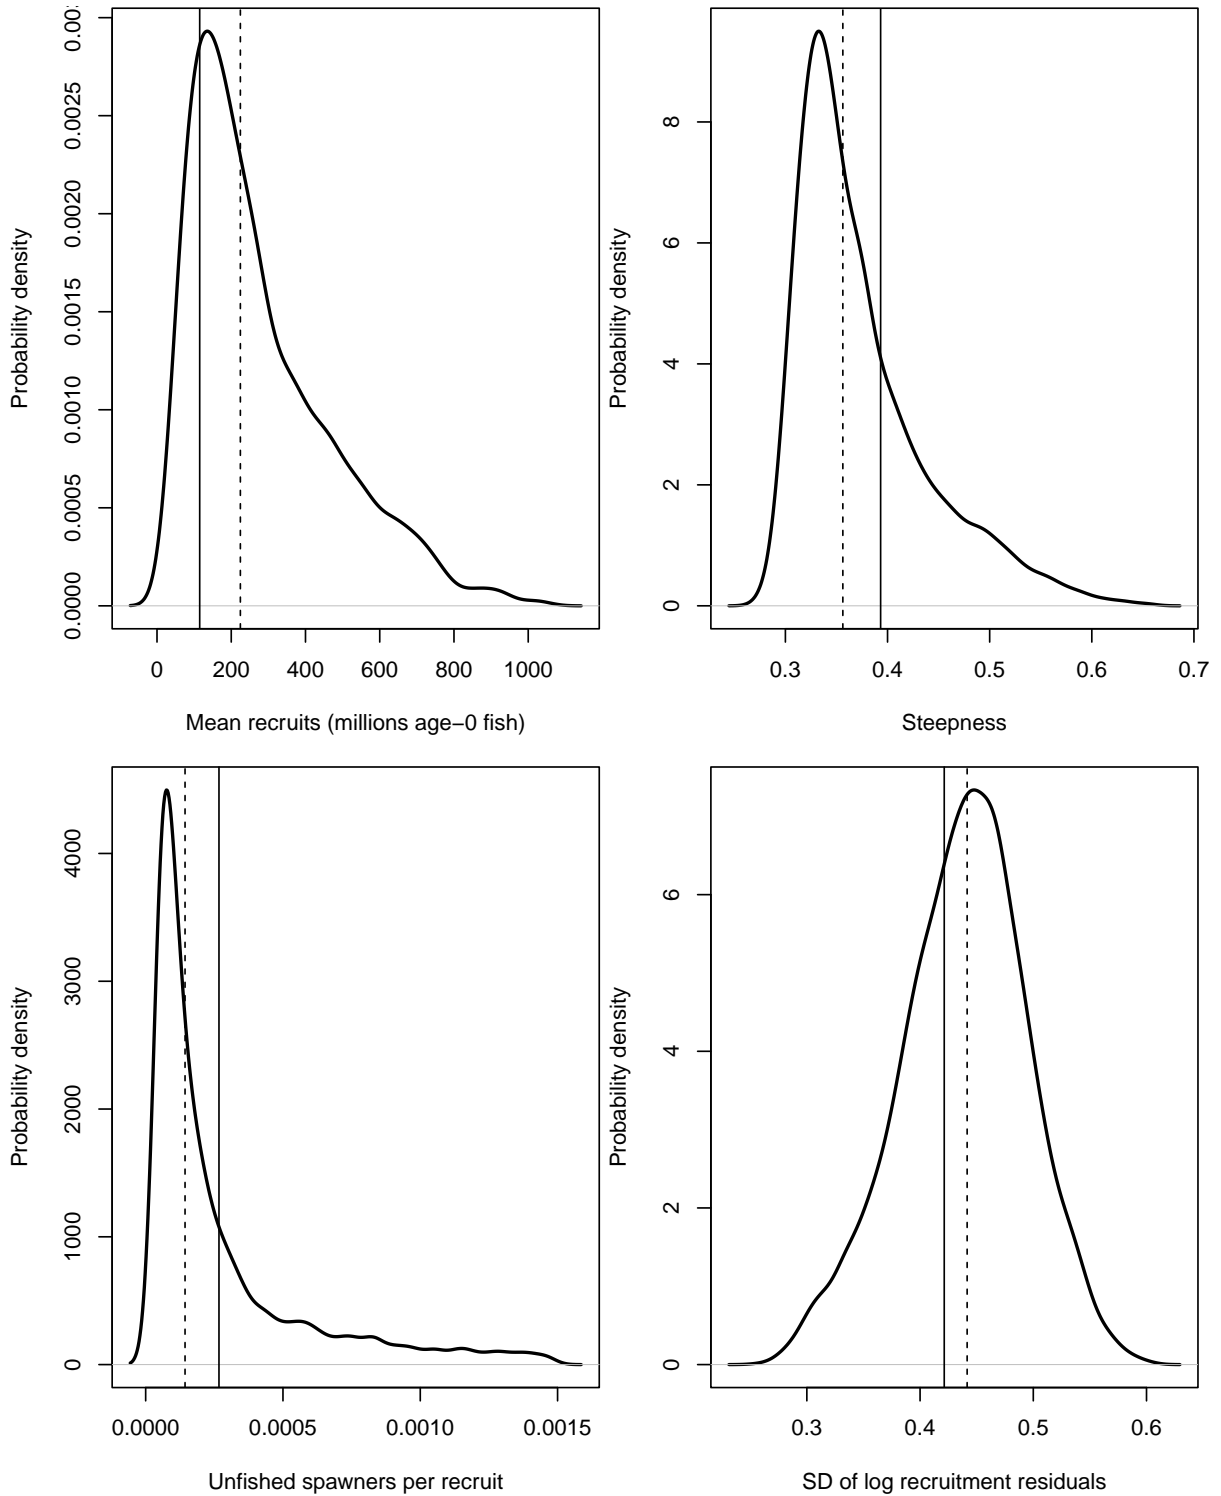 Probability density
0.0000 0.0005 0.0010 0.0015 0.0020 0.0025
0 200 400 600 800 1000
Mean recruits (millions age−0 fish)
Probability density
0 2 4 6 8
0.3 0.4 0.5 0.6 0.7
Steepness
Probability density
0 1000 2000 3000 4000
0.0000 0.0005 0.0010 0.0015
Unfished spawners per recruit
Probability density
0 2 4 6
0.3 0.4 0.5 0.6
SD of log recruitment residuals